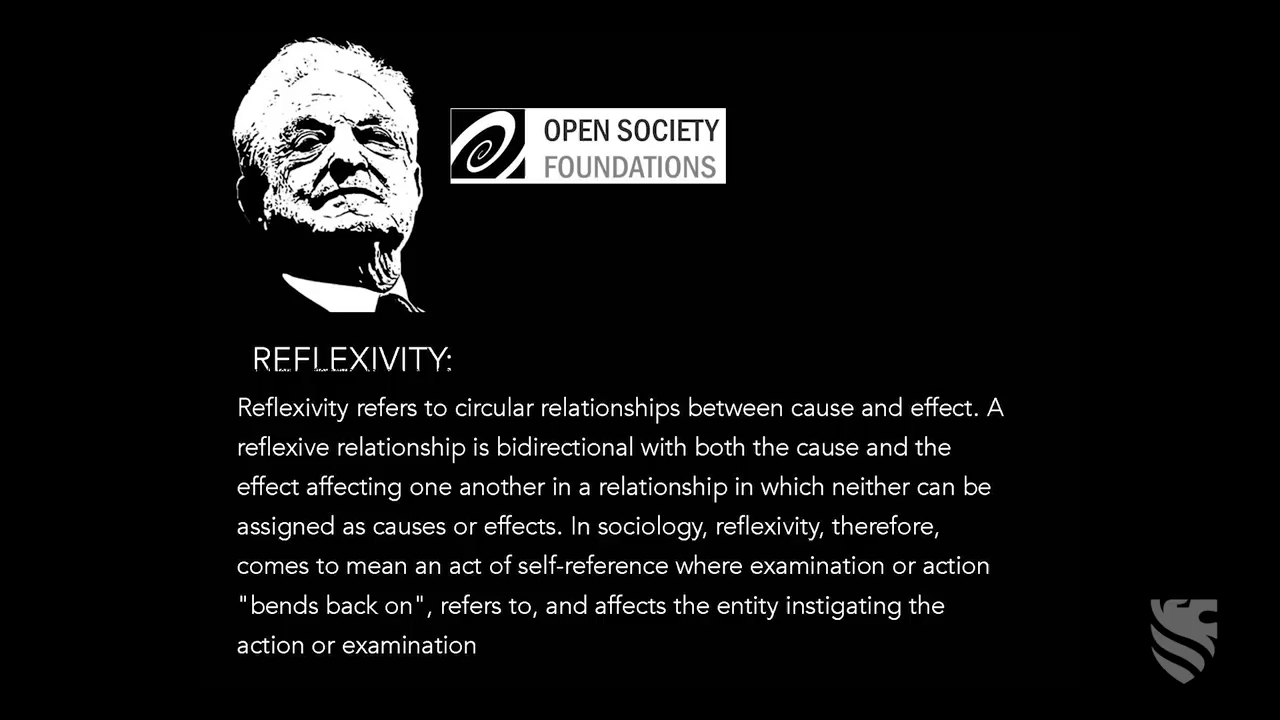 OPEN SOCIETY
FOUNDATIONS
REFLEXIVITY:
Reflexivity refers to circular relationships between cause and effect. A
reflexive relationship is bidirectional with both the cause and the
effect affecting one another in a relationship in which neither can be
assigned as causes or effects. In sociology, reflexivity, therefore,
comes to mean an act of self-reference where examination or action
"bends back on", refers to, and affects the entity instigating the
action or examination